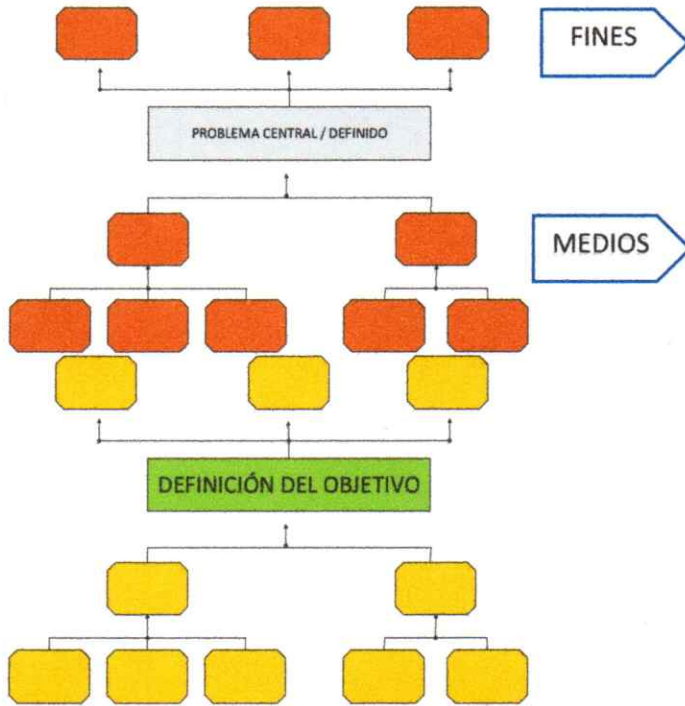 FINES
PROBLEMA CENTRAL / DEFINIDO
MEDIOS
DEFINICIÓN DEL OBJETIVO